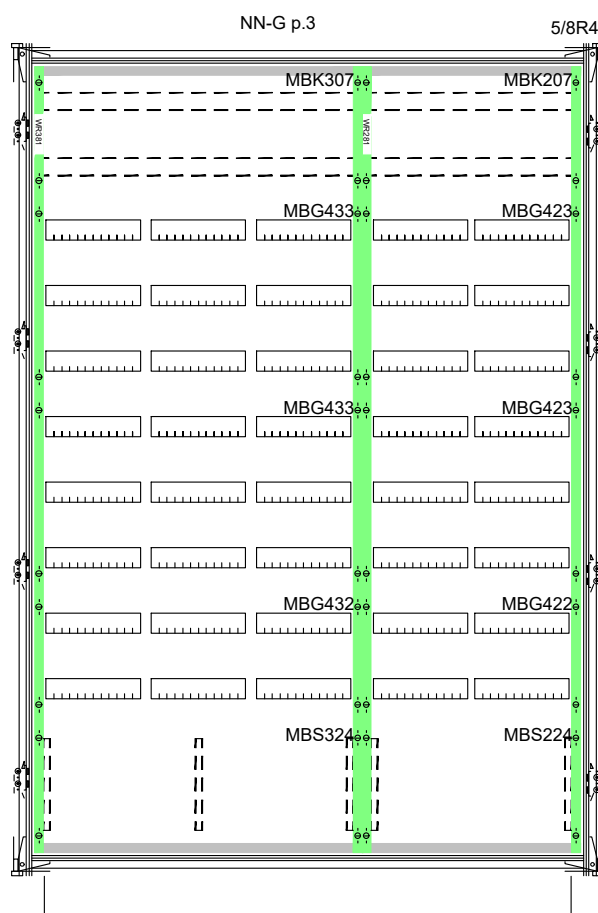 NN-G p.3 5/8R4
MBK307 MBK207
WR381 WR281
MBG433 MBG423
MBG433 MBG423
MBG432 MBG422
MBS324 MBS224